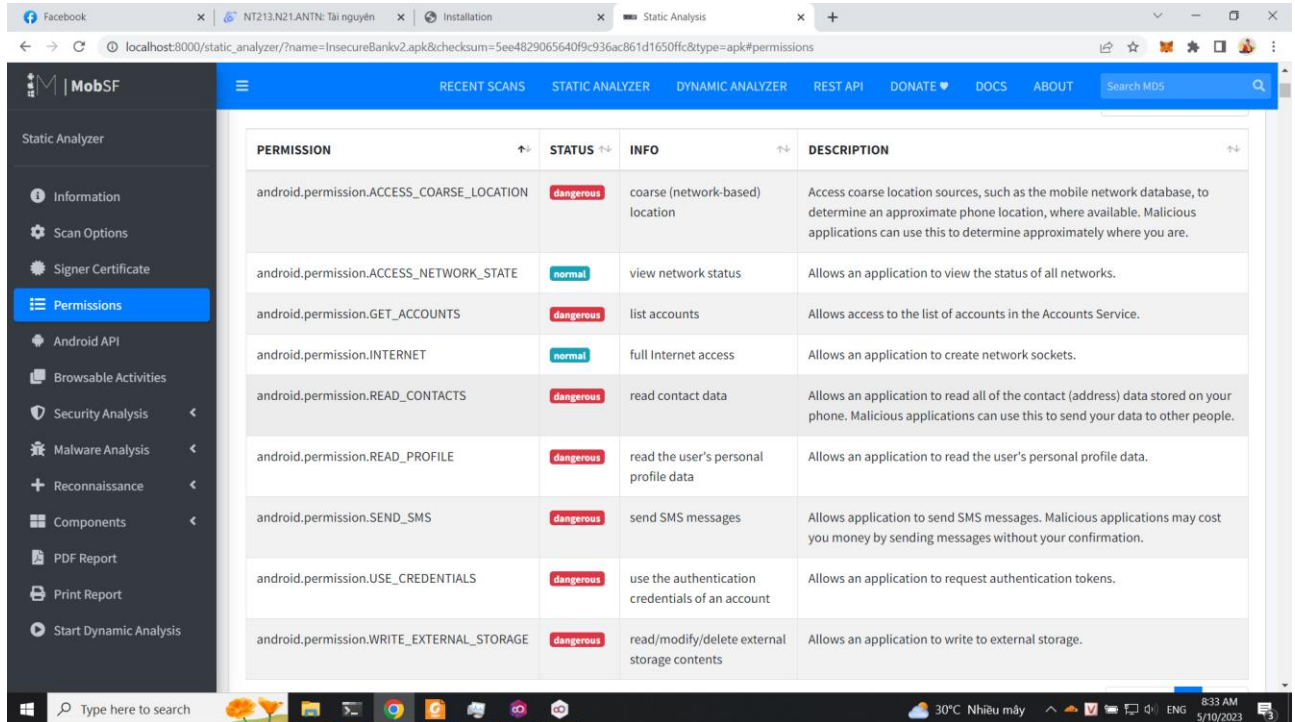 Facebook
NT213.N21.ANTN: Tài nguyên
Installation
Static Analysis
localhost:8000/static_analyzer/?name=InsecureBankv2.apk&checksum=5ee4829065640f9c936ac861d1650ffc&type=apk#permissions
MobSF
RECENT SCANS STATIC ANALYZER DYNAMIC ANALYZER REST API DONATE ♥ DOCS ABOUT Search MD5
Static Analyzer
Information
Scan Options
Signer Certificate
Permissions
Android API
Browsable Activities
Security Analysis
Malware Analysis
Reconnaissance
Components
PDF Report
Print Report
Start Dynamic Analysis
PERMISSION STATUS INFO DESCRIPTION
android.permission.ACCESS_COARSE_LOCATION dangerous coarse (network-based) Access coarse location sources, such as the mobile network database, to
location determine an approximate phone location, where available. Malicious
applications can use this to determine approximately where you are.
android.permission.ACCESS_NETWORK_STATE normal view network status Allows an application to view the status of all networks.
android.permission.GET_ACCOUNTS dangerous list accounts Allows access to the list of accounts in the Accounts Service.
android.permission.INTERNET normal full Internet access Allows an application to create network sockets.
android.permission.READ_CONTACTS dangerous read contact data Allows an application to read all of the contact (address) data stored on your
phone. Malicious applications can use this to send your data to other people.
android.permission.READ_PROFILE dangerous read the user's personal Allows an application to read the user's personal profile data.
profile data
android.permission.SEND_SMS dangerous send SMS messages Allows application to send SMS messages. Malicious applications may cost
you money by sending messages without your confirmation.
android.permission.USE_CREDENTIALS dangerous use the authentication Allows an application to request authentication tokens.
credentials of an account
android.permission.WRITE_EXTERNAL_STORAGE dangerous read/modify/delete external Allows an application to write to external storage.
storage contents
Type here to search
30°C Nhiều mây
ENG
8:33 AM
5/10/2023